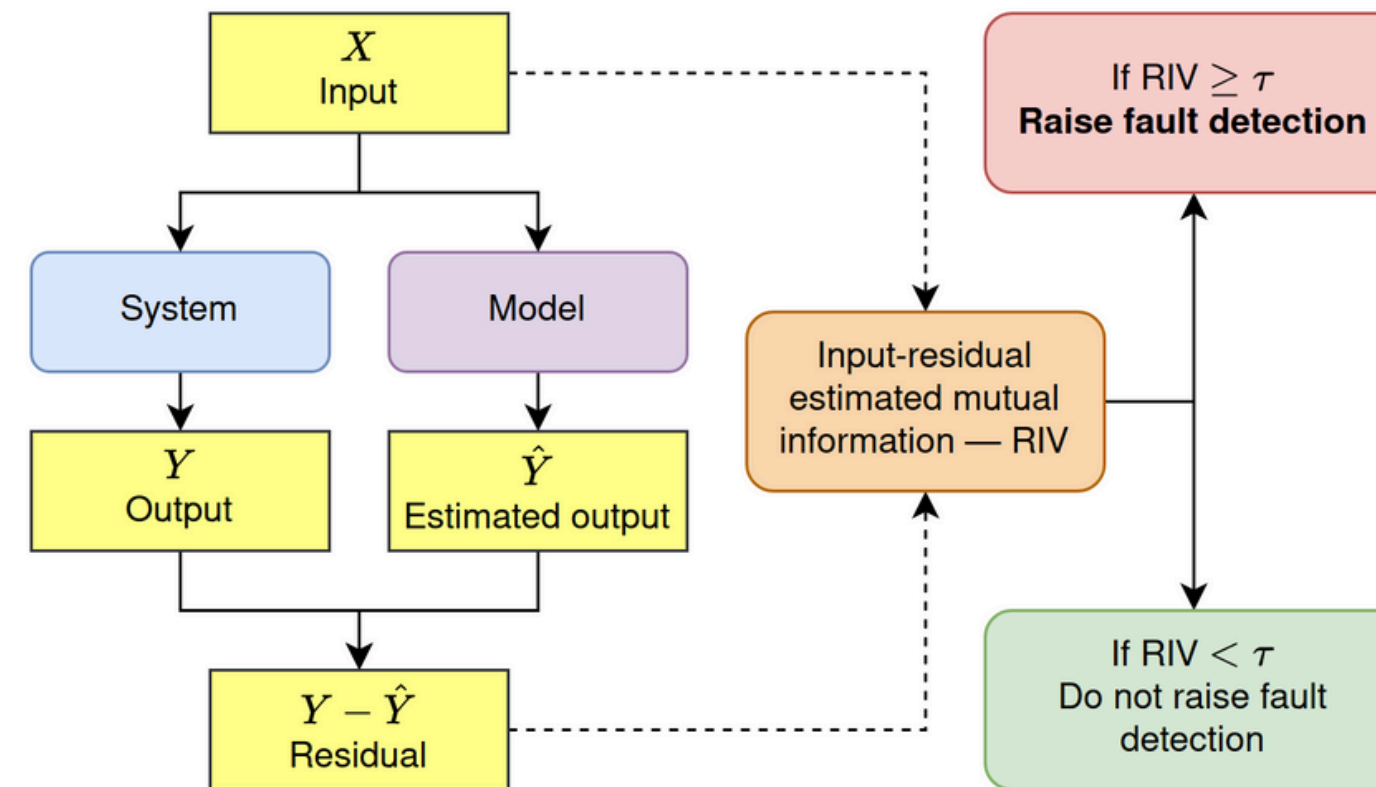 X
Input
System
Model
Y
Output
Ŷ
Estimated output
Y − Ŷ
Residual
Input-residual
estimated mutual
information — RIV
If RIV ≥ τ
Raise fault detection
If RIV < τ
Do not raise fault
detection